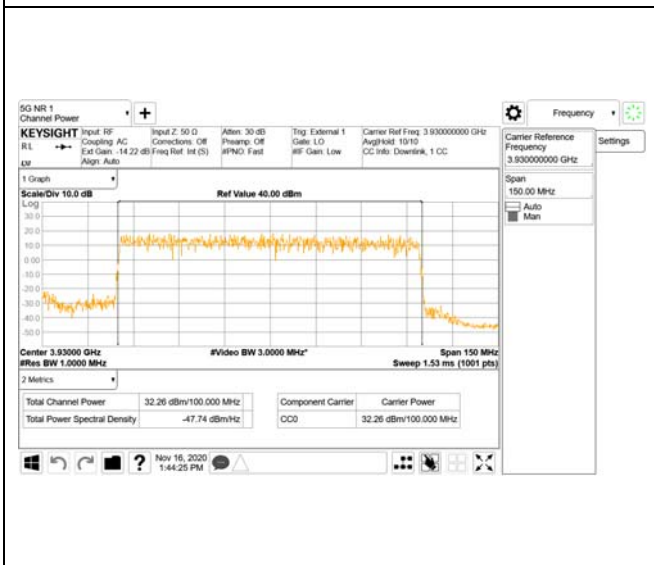 5G NR 1
Channel Power
Frequency
KEYSIGHT
Input: RF
Input Z: 50 Ω
Atten: 30 dB
Trig: External 1
Carrier Ref Freq: 3.930000000 GHz
RL
Coupling: AC
Corrections: Off
Preamp: Off
Gate: LO
Avg|Hold: 10/10
Ext Gain: -14.22 dB
Freq Ref: Int (S)
#PNO: Fast
#IF Gain: Low
CC Info: Downlink, 1 CC
Align: Auto
Carrier Reference
Frequency
3.930000000 GHz
Settings
Span
150.00 MHz
Auto
Man
1 Graph
Scale/Div 10.0 dB
Ref Value 40.00 dBm
Log
30.0
20.0
10.0
0.00
-10.0
-20.0
-30.0
-40.0
-50.0
Center 3.93000 GHz
#Video BW 3.0000 MHz*
Span 150 MHz
#Res BW 1.0000 MHz
Sweep 1.53 ms (1001 pts)
2 Metrics
Total Channel Power
32.26 dBm/100.000 MHz
Total Power Spectral Density
-47.74 dBm/Hz
Component Carrier
Carrier Power
CC0
32.26 dBm/100.000 MHz
?
Nov 16, 2020
1:44:25 PM